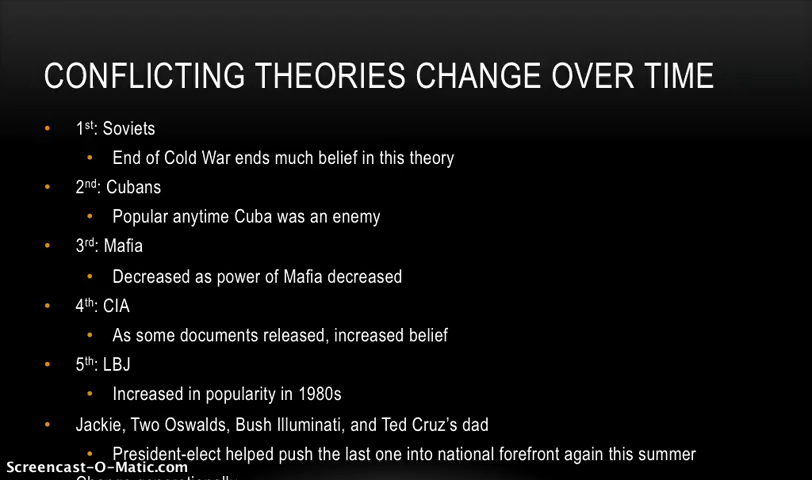 CONFLICTING THEORIES CHANGE OVER TIME
• 1st: Soviets
• End of Cold War ends much belief in this theory
• 2nd: Cubans
• Popular anytime Cuba was an enemy
• 3rd: Mafia
• Decreased as power of Mafia decreased
• 4th: CIA
• As some documents released, increased belief
• 5th: LBJ
• Increased in popularity in 1980s
• Jackie, Two Oswalds, Bush Illuminati, and Ted Cruz's dad
• President-elect helped push the last one into national forefront again this summer
Screencast-O-Matic.com